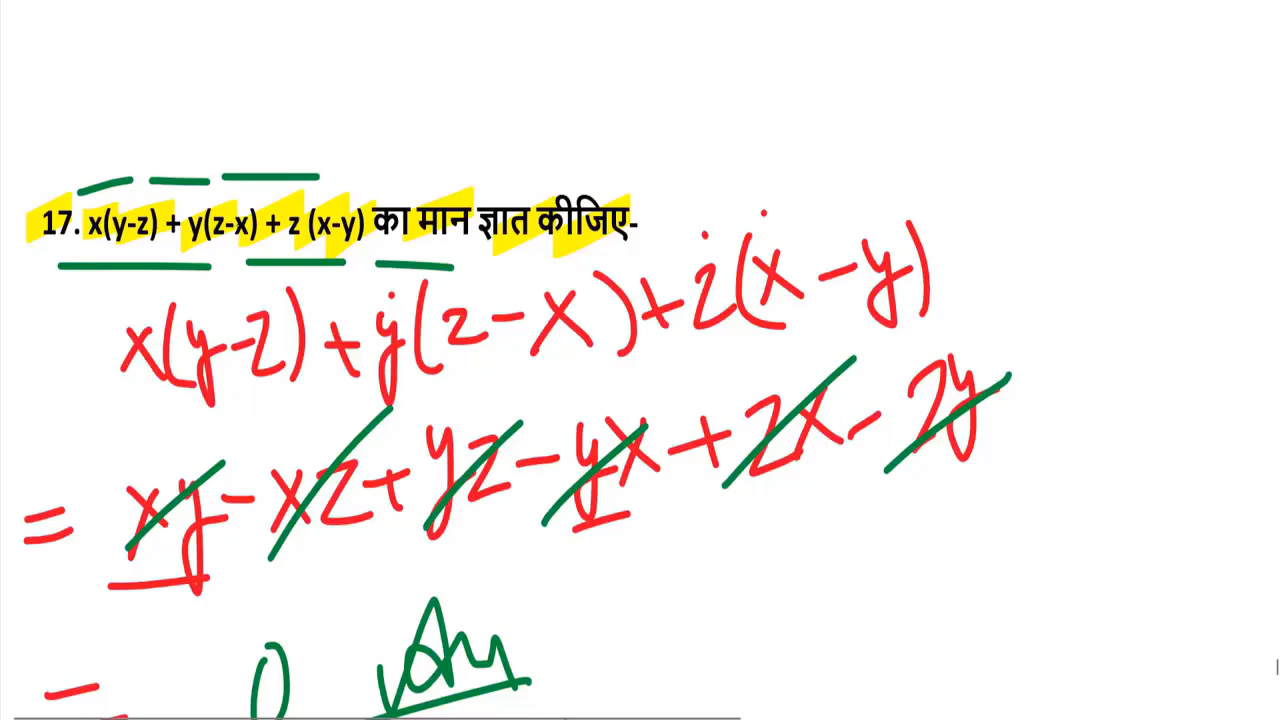 17. x(y-z) + y(z-x) + z (x-y) का मान ज्ञात कीजिए-
x(y-z)+y(z-x)+z(x-y)
= xy-xz+yz-yx+zx-zy
= 0 Ans